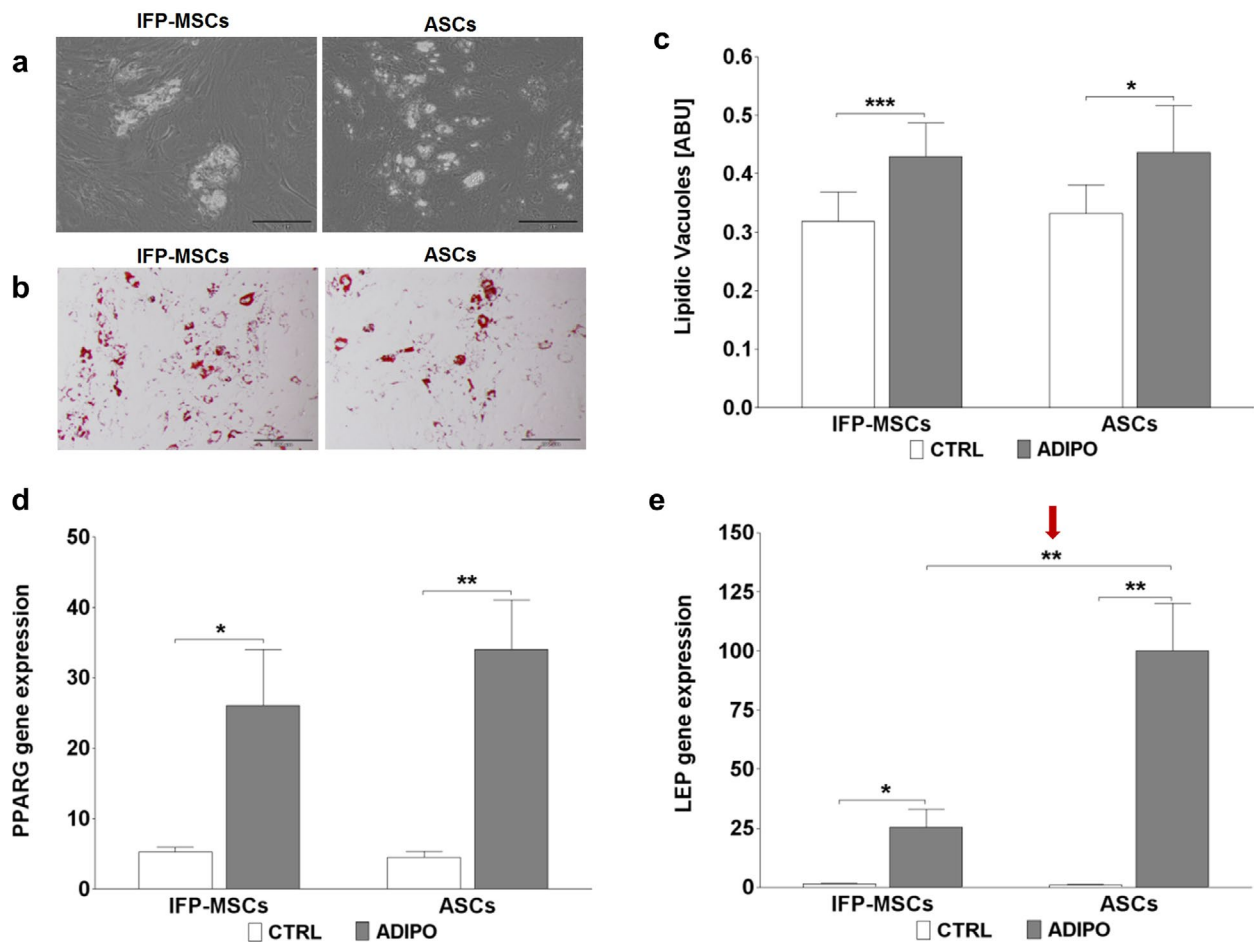 IFP-MSCs
ASCs
a
IFP-MSCs
ASCs
b
c
Lipidic Vacuoles [ABU]
0.6
0.5
0.4
0.3
0.2
0.1
0.0
***
*
IFP-MSCs
ASCs
CTRL
ADIPO
d
PPARG gene expression
50
40
30
20
10
0
*
**
IFP-MSCs
ASCs
CTRL
ADIPO
e
LEP gene expression
150
125
100
75
50
25
0
**
**
*
IFP-MSCs
ASCs
CTRL
ADIPO